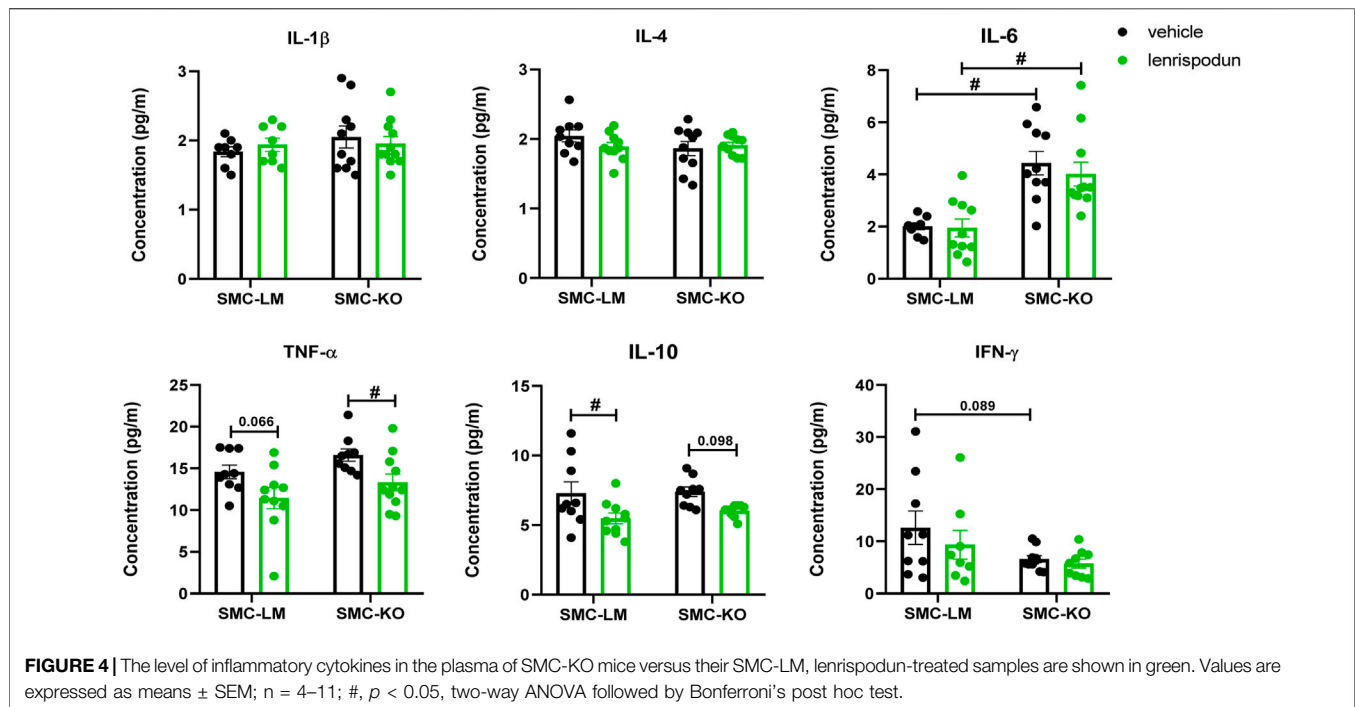 IL-1β
IL-4
IL-6
vehicle
lenrispodun
Concentration (pg/m)
3
2
1
0
SMC-LM
SMC-KO
Concentration (pg/m)
3
2
1
0
SMC-LM
SMC-KO
Concentration (pg/m)
8
6
4
2
0
#
#
SMC-LM
SMC-KO
TNF-α
IL-10
IFN-γ
Concentration (pg/m)
25
20
15
10
5
0
0.066
#
SMC-LM
SMC-KO
Concentration (pg/m)
15
10
5
0
#
0.098
SMC-LM
SMC-KO
Concentration (pg/m)
40
30
20
10
0
0.089
SMC-LM
SMC-KO
FIGURE 4 | The level of inflammatory cytokines in the plasma of SMC-KO mice versus their SMC-LM, lenrispodun-treated samples are shown in green. Values are
expressed as means ± SEM; n = 4–11; #, p < 0.05, two-way ANOVA followed by Bonferroni’s post hoc test.